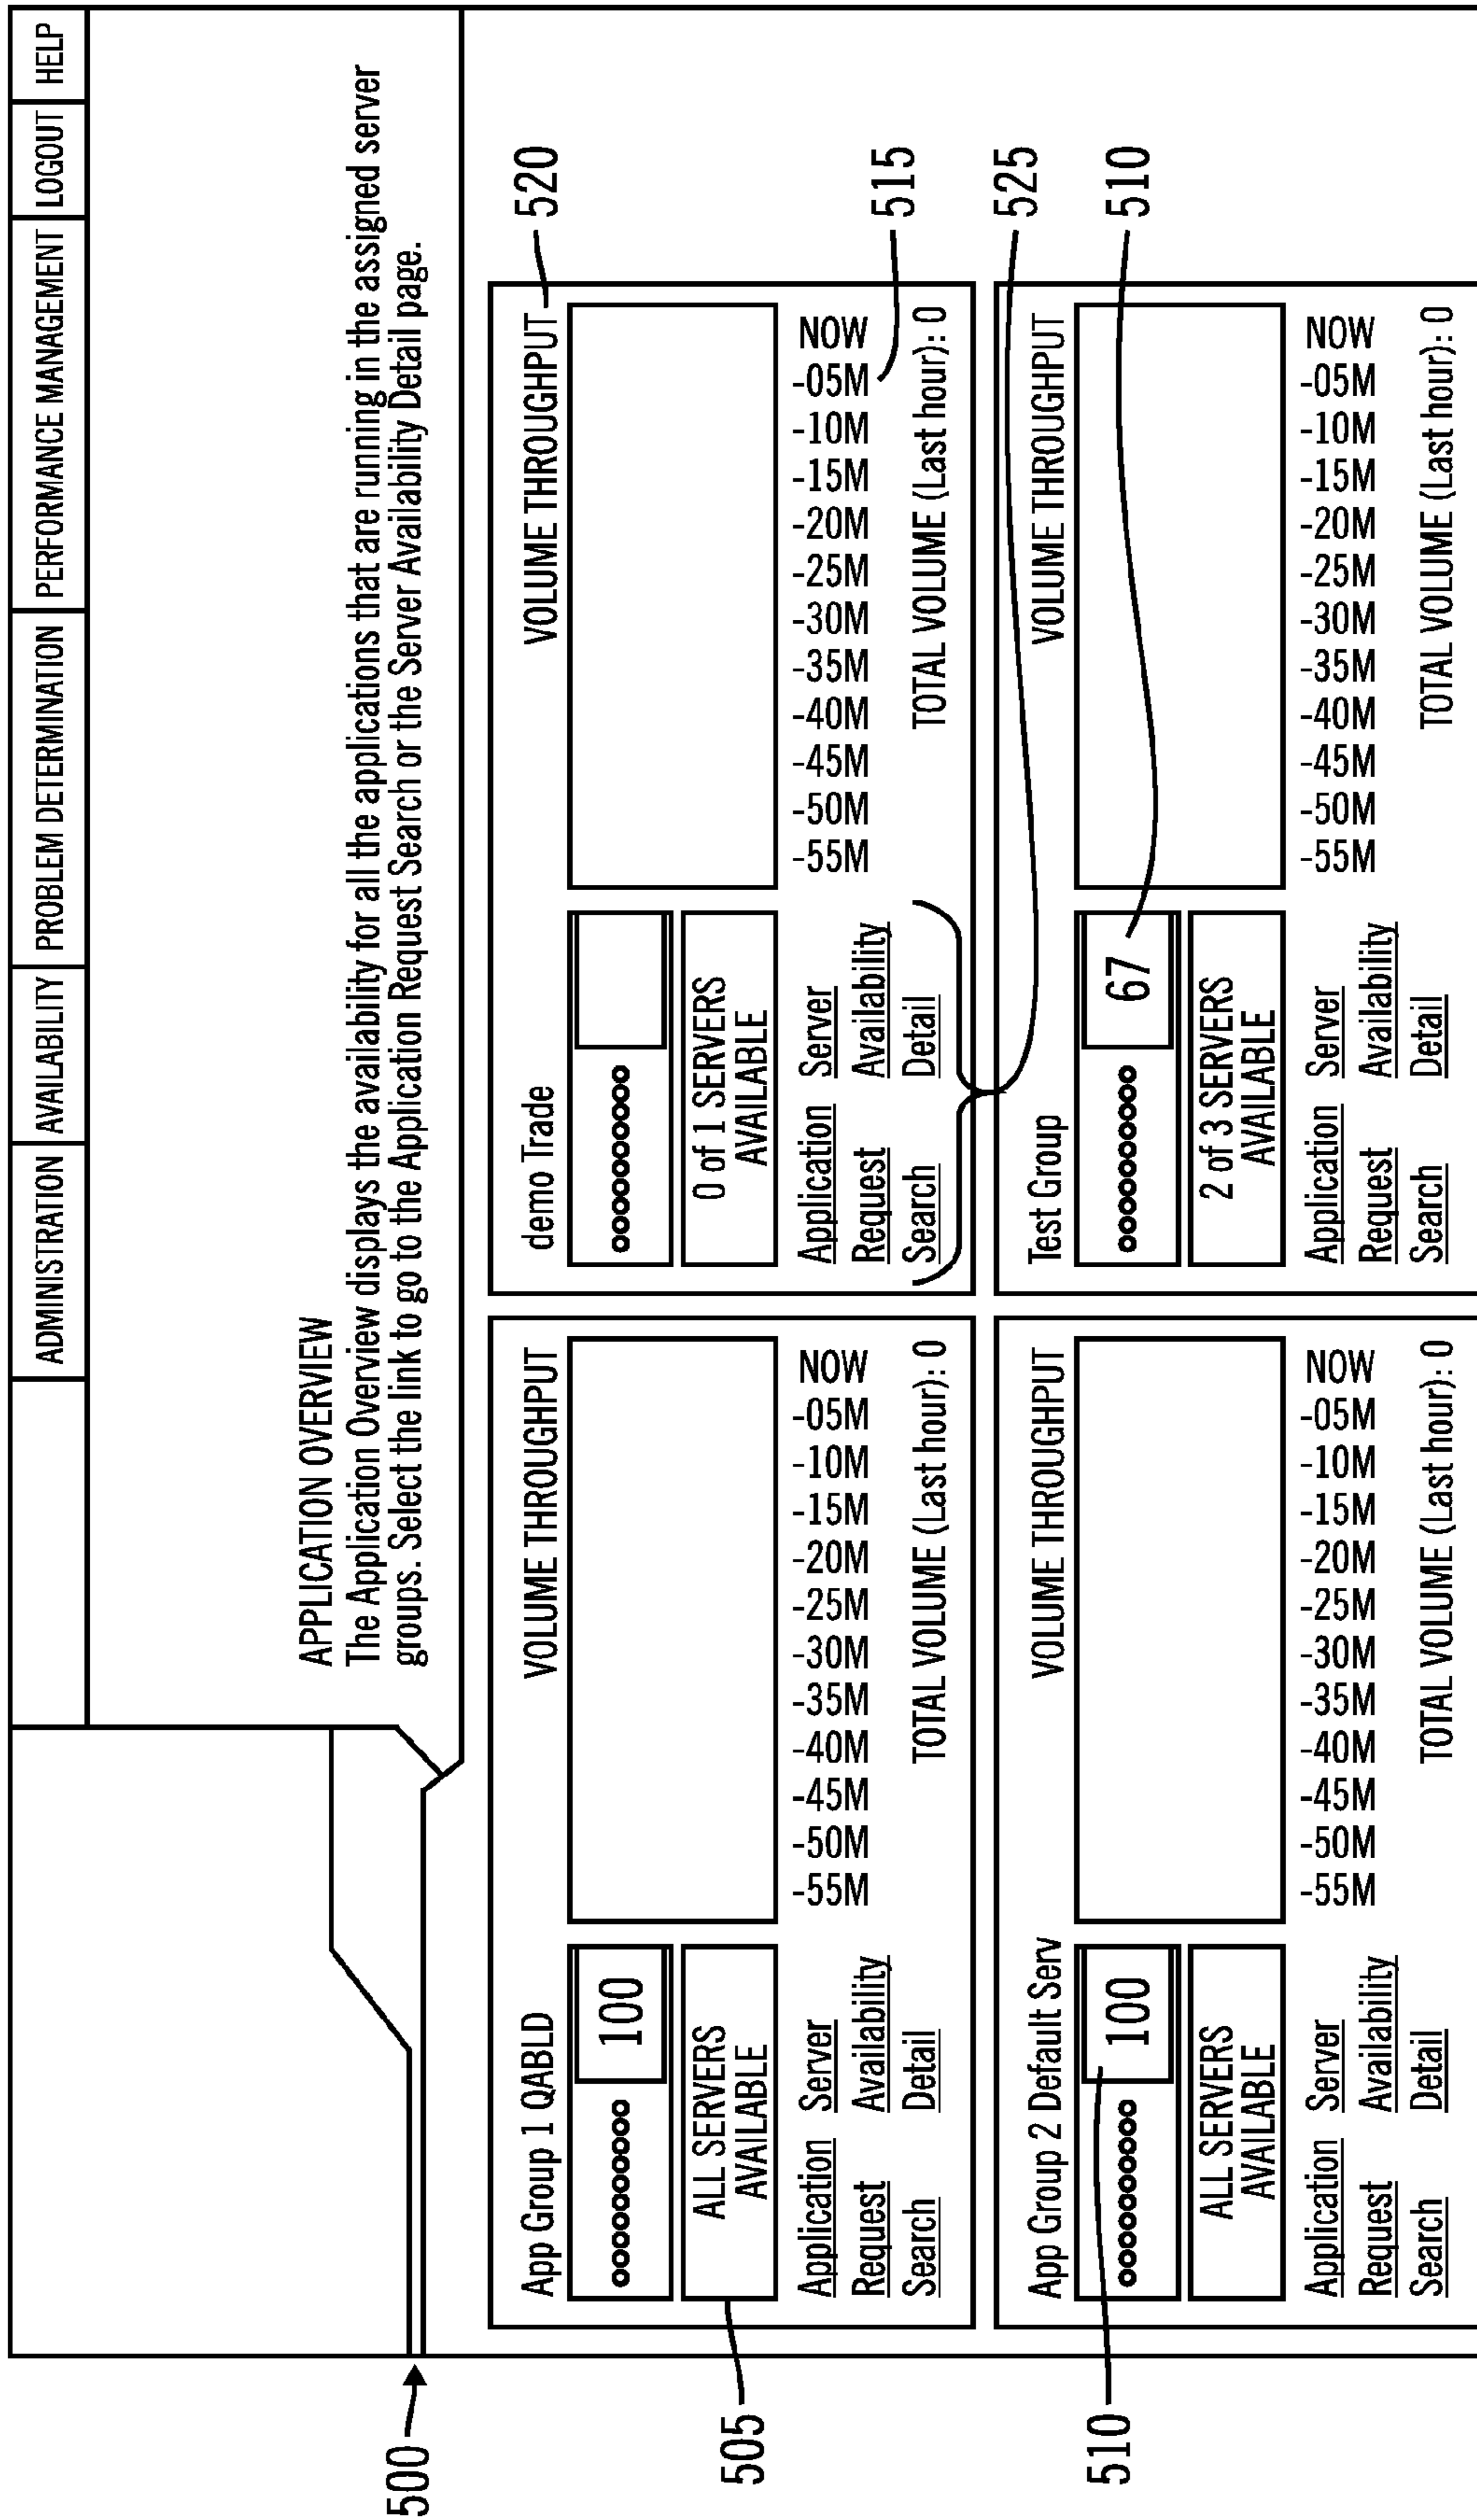 ADMINISTRATION
AVAILABILITY
PROBLEM DETERMINATION
PERFORMANCE MANAGEMENT
LOGOUT
HELP
APPLICATION OVERVIEW
The Application Overview displays the availability for all the applications that are running in the assigned server
groups. Select the link to go to the Application Request Search or the Server Availability Detail page.
500
App Group 1 QABLD
100
ALL SERVERS
AVAILABLE
505
Application
Request
Search
Server
Availability
Detail
VOLUME THROUGHPUT
-55M -50M -45M -40M -35M -30M -25M -20M -15M -10M -05M NOW
TOTAL VOLUME (Last hour): 0
demo Trade
0 of 1 SERVERS
AVAILABLE
Application
Request
Search
Server
Availability
Detail
VOLUME THROUGHPUT
520
-55M -50M -45M -40M -35M -30M -25M -20M -15M -10M -05M NOW
515
TOTAL VOLUME (Last hour): 0
525
App Group 2 Default Serv
100
510
ALL SERVERS
AVAILABLE
Application
Request
Search
Server
Availability
Detail
VOLUME THROUGHPUT
-55M -50M -45M -40M -35M -30M -25M -20M -15M -10M -05M NOW
TOTAL VOLUME (Last hour): 0
Test Group
67
510
2 of 3 SERVERS
AVAILABLE
Application
Request
Search
Server
Availability
Detail
VOLUME THROUGHPUT
-55M -50M -45M -40M -35M -30M -25M -20M -15M -10M -05M NOW
TOTAL VOLUME (Last hour): 0